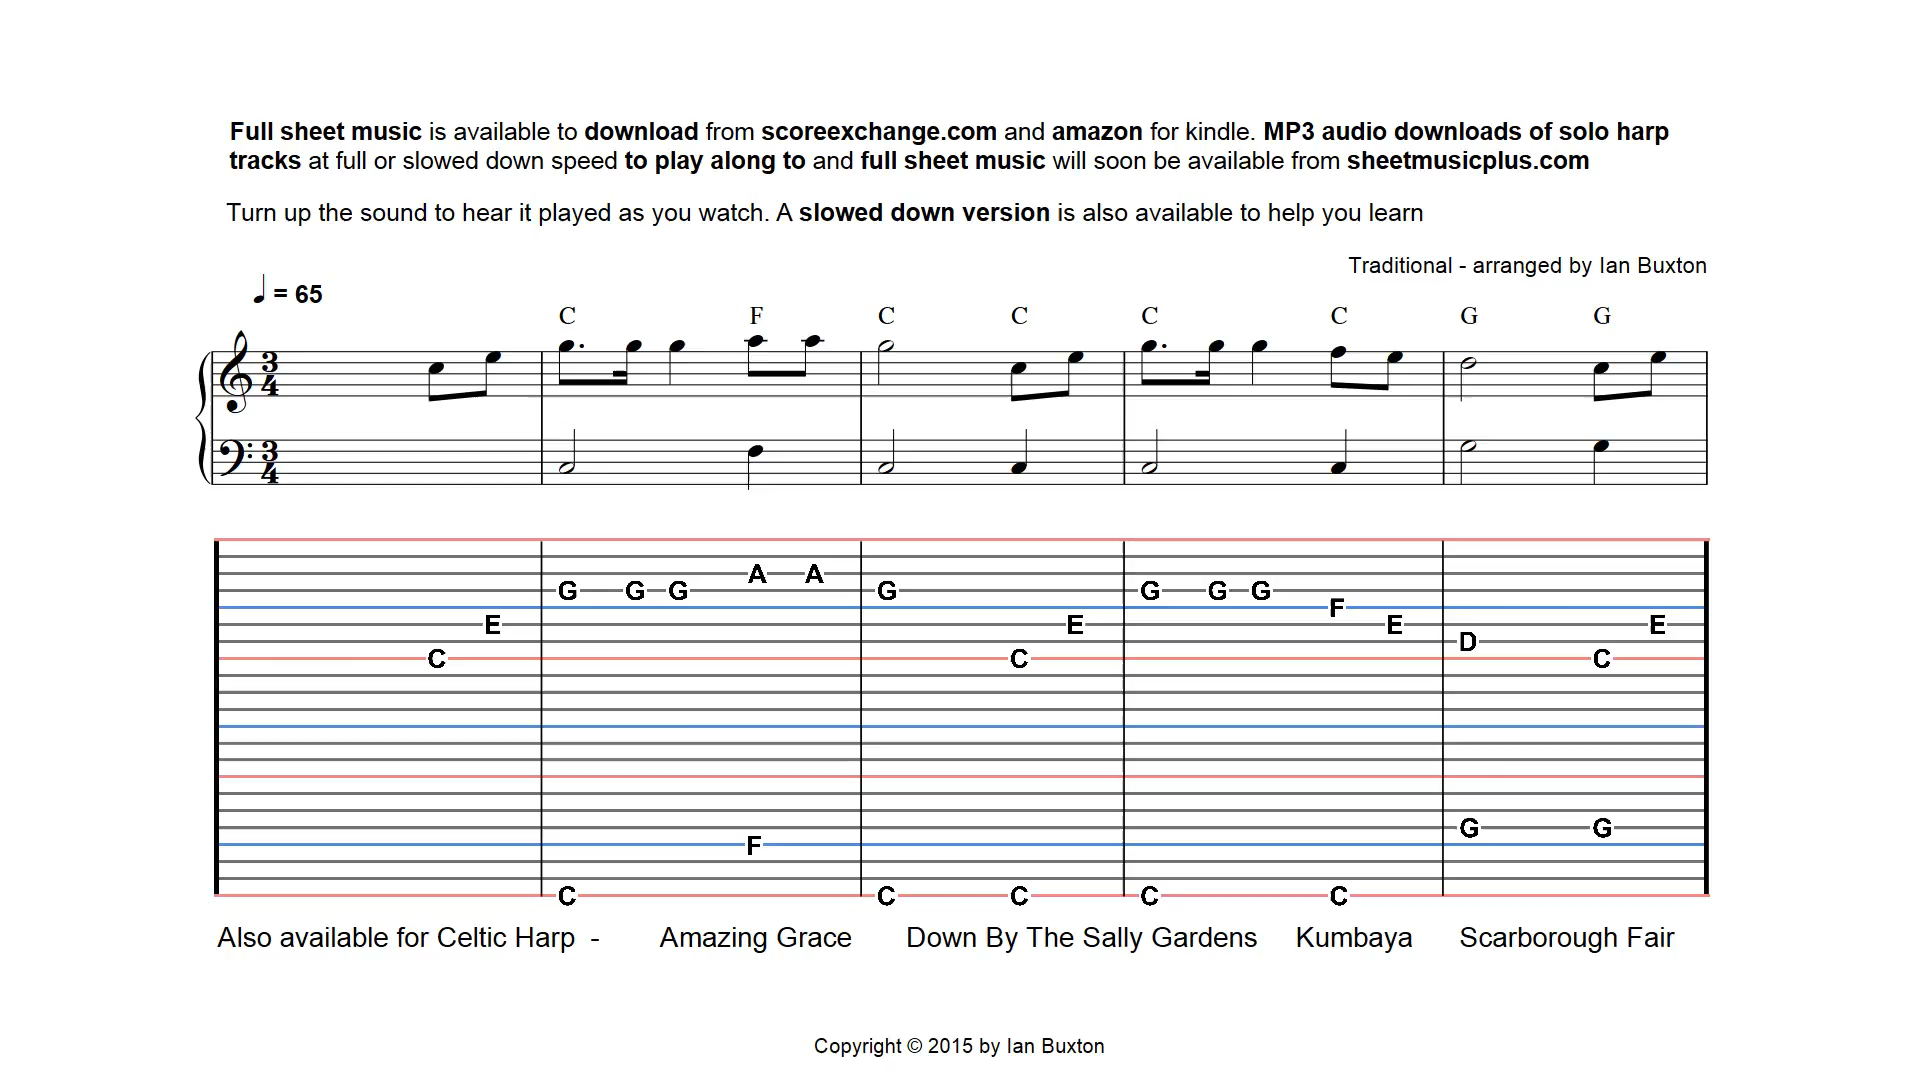 Full sheet music is available to download from scoreexchange.com and amazon for kindle. MP3 audio downloads of solo harp
tracks at full or slowed down speed to play along to and full sheet music will soon be available from sheetmusicplus.com
Turn up the sound to hear it played as you watch. A slowed down version is also available to help you learn
Traditional - arranged by Ian Buxton
= 65
C F C C C C G G
3 4
3 4
A A
G G G G G G G
F
E E E E
D
C C C
G G
F
C C C C C
Also available for Celtic Harp - Amazing Grace Down By The Sally Gardens Kumbaya Scarborough Fair
Copyright © 2015 by Ian Buxton